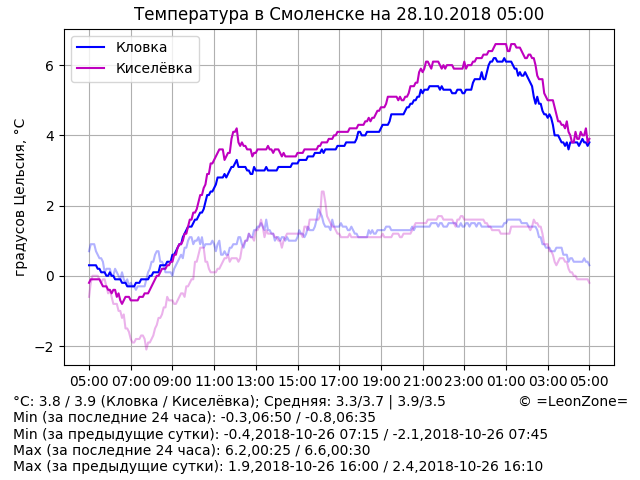 Температура в Смоленске на 28.10.2018 05:00
Кловка
Киселёвка
градусов Цельсия, °C
6
4
2
0
−2
05:00 07:00 09:00 11:00 13:00 15:00 17:00 19:00 21:00 23:00 01:00 03:00 05:00
°C: 3.8 / 3.9 (Кловка / Киселёвка); Средняя: 3.3/3.7 | 3.9/3.5 © =LeonZone=
Min (за последние 24 часа): -0.3,06:50 / -0.8,06:35
Min (за предыдущие сутки): -0.4,2018-10-26 07:15 / -2.1,2018-10-26 07:45
Max (за последние 24 часа): 6.2,00:25 / 6.6,00:30
Max (за предыдущие сутки): 1.9,2018-10-26 16:00 / 2.4,2018-10-26 16:10